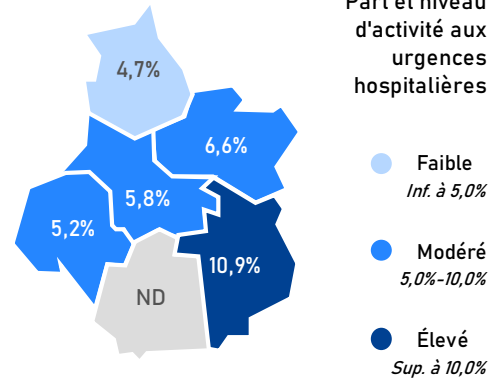 Part et niveau
d'activité aux
urgences
hospitalières
4,7%
6,6%
5,8%
5,2%
10,9%
ND
Faible
Inf. à 5,0%
Modéré
5,0%-10,0%
Élevé
Sup. à 10,0%